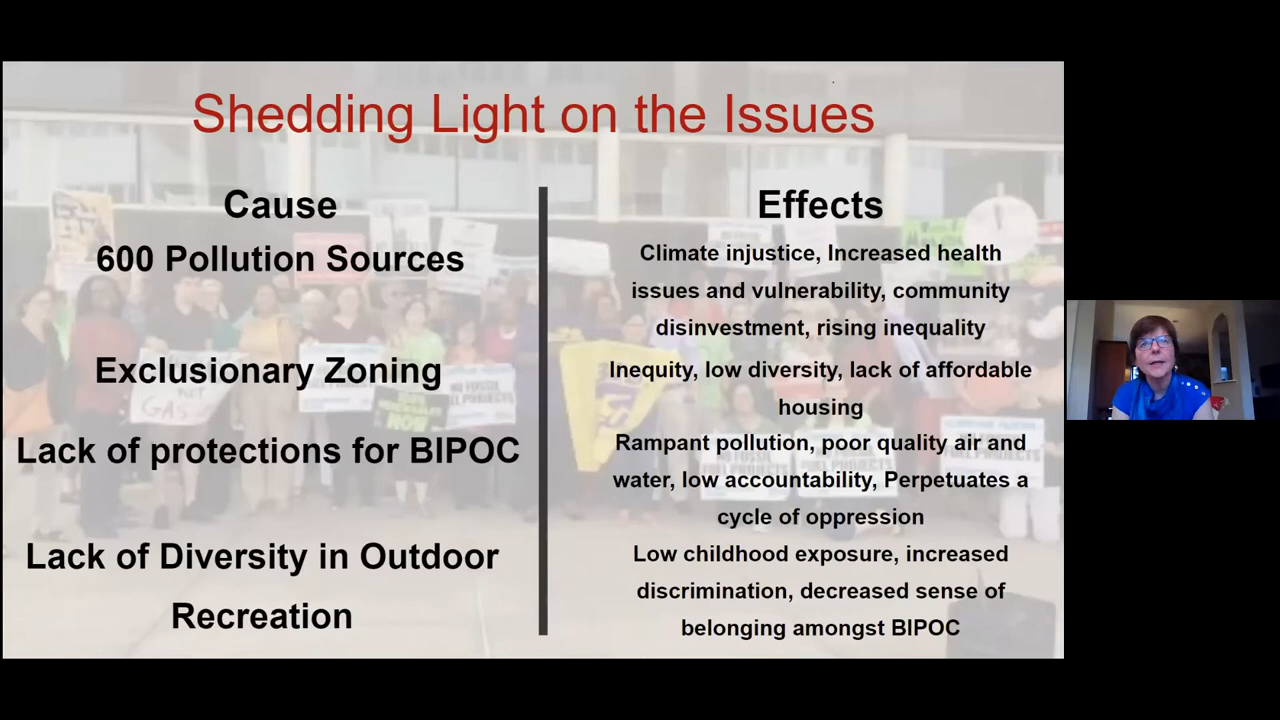 Shedding Light on the Issues
Cause
600 Pollution Sources
Exclusionary Zoning
Lack of protections for BIPOC
Lack of Diversity in Outdoor
Recreation
Effects
Climate injustice, Increased health
issues and vulnerability, community
disinvestment, rising inequality
Inequity, low diversity, lack of affordable
housing
Rampant pollution, poor quality air and
water, low accountability, Perpetuates a
cycle of oppression
Low childhood exposure, increased
discrimination, decreased sense of
belonging amongst BIPOC